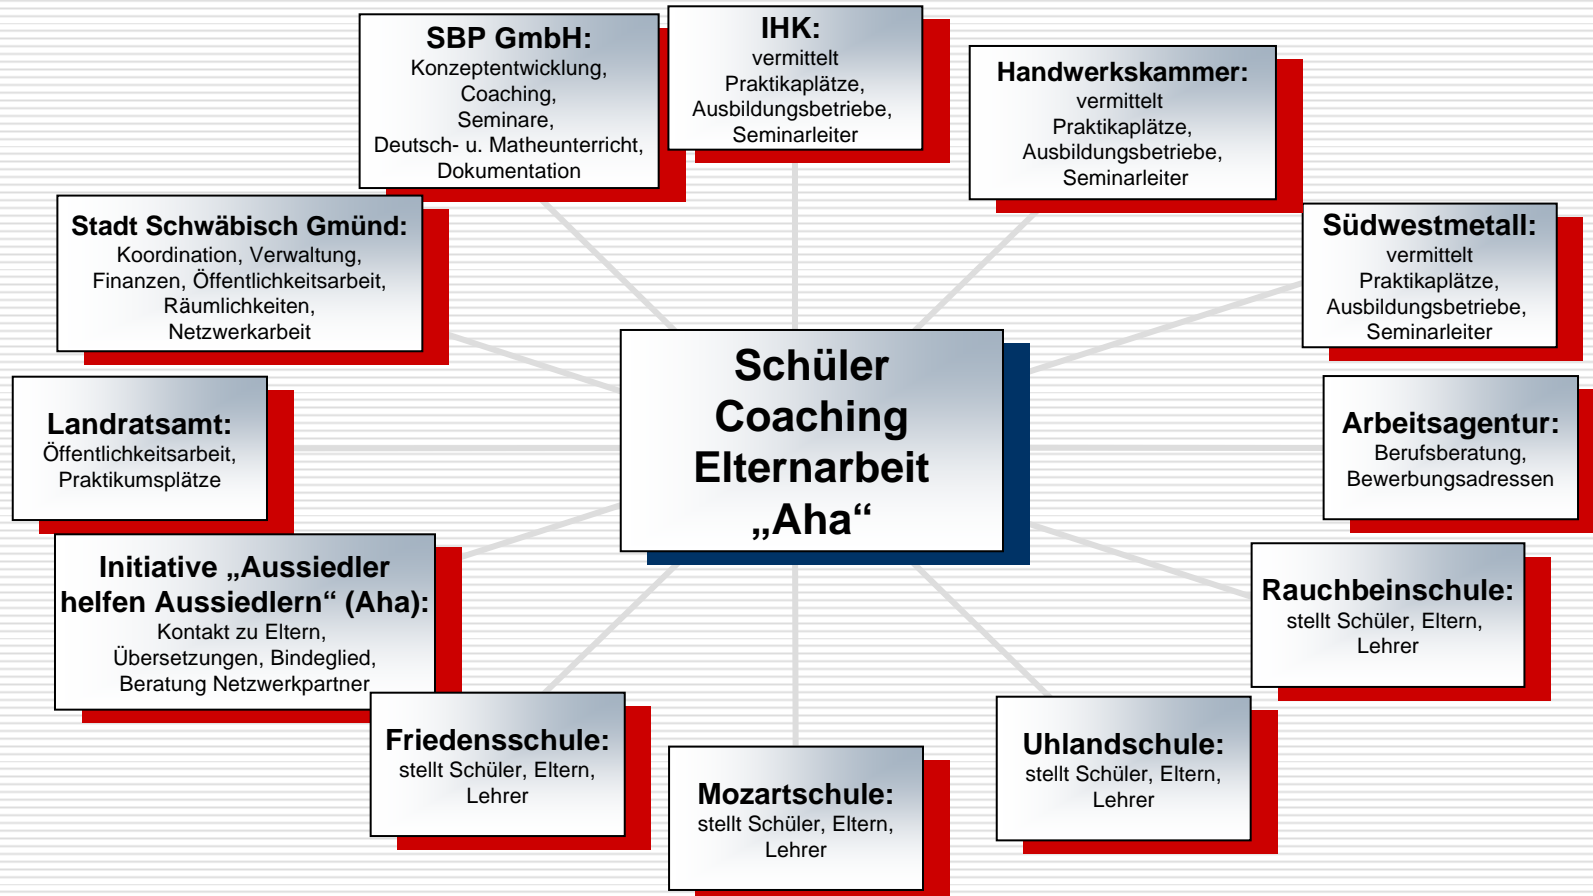 SBP GmbH:
Konzeptentwicklung,
Coaching,
Seminare,
Deutsch- u. Matheunterricht,
Dokumentation
IHK:
vermittelt
Praktikaplätze,
Ausbildungsbetriebe,
Seminarleiter
Handwerkskammer:
vermittelt
Praktikaplätze,
Ausbildungsbetriebe,
Seminarleiter
Stadt Schwäbisch Gmünd:
Koordination, Verwaltung,
Finanzen, Öffentlichkeitsarbeit,
Räumlichkeiten,
Netzwerkarbeit
Südwestmetall:
vermittelt
Praktikaplätze,
Ausbildungsbetriebe,
Seminarleiter
Schüler
Coaching
Elternarbeit
„Aha“
Landratsamt:
Öffentlichkeitsarbeit,
Praktikumsplätze
Arbeitsagentur:
Berufsberatung,
Bewerbungsadressen
Initiative „Aussiedler
helfen Aussiedlern“ (Aha):
Kontakt zu Eltern,
Übersetzungen, Bindeglied,
Beratung Netzwerkpartner
Rauchbeinschule:
stellt Schüler, Eltern,
Lehrer
Friedensschule:
stellt Schüler, Eltern,
Lehrer
Mozartschule:
stellt Schüler, Eltern,
Lehrer
Uhlandschule:
stellt Schüler, Eltern,
Lehrer